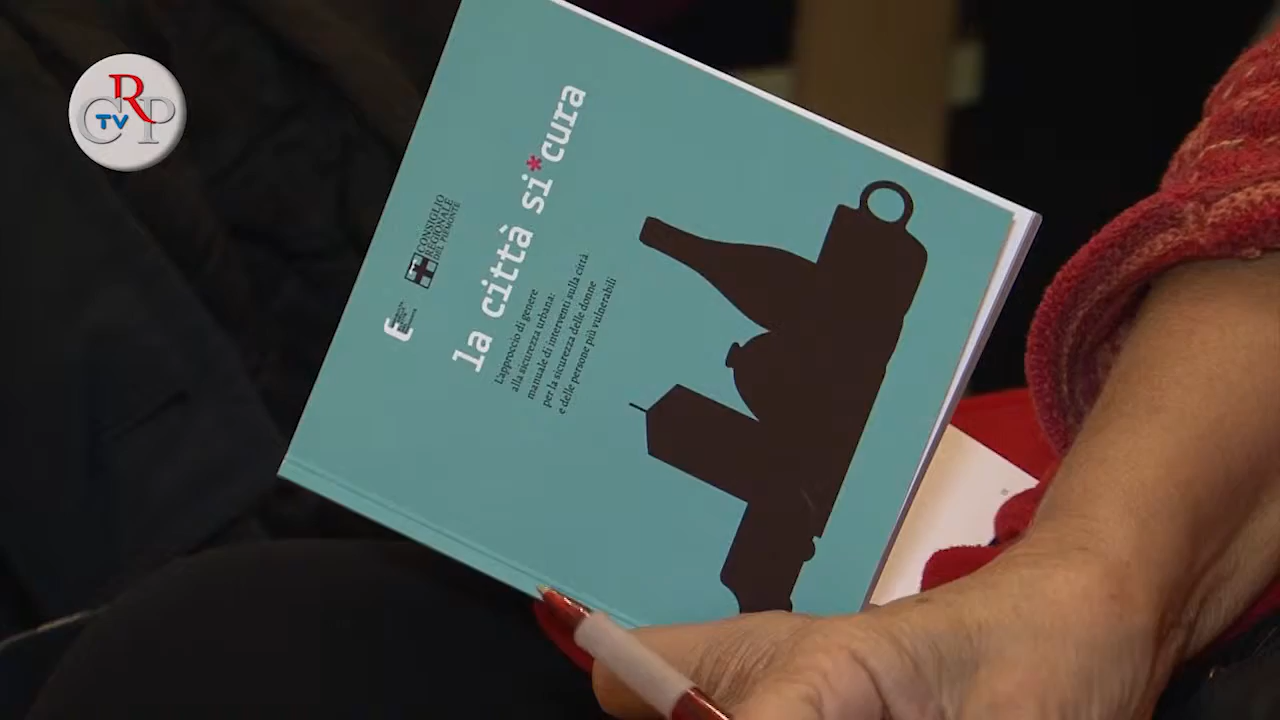 CRP
TV
CONSIGLIO
REGIONALE
DEL PIEMONTE
la città si*cura
L'approccio di genere
alla sicurezza urbana:
manuale di interventi sulla città
per la sicurezza delle donne
e delle persone più vulnerabili